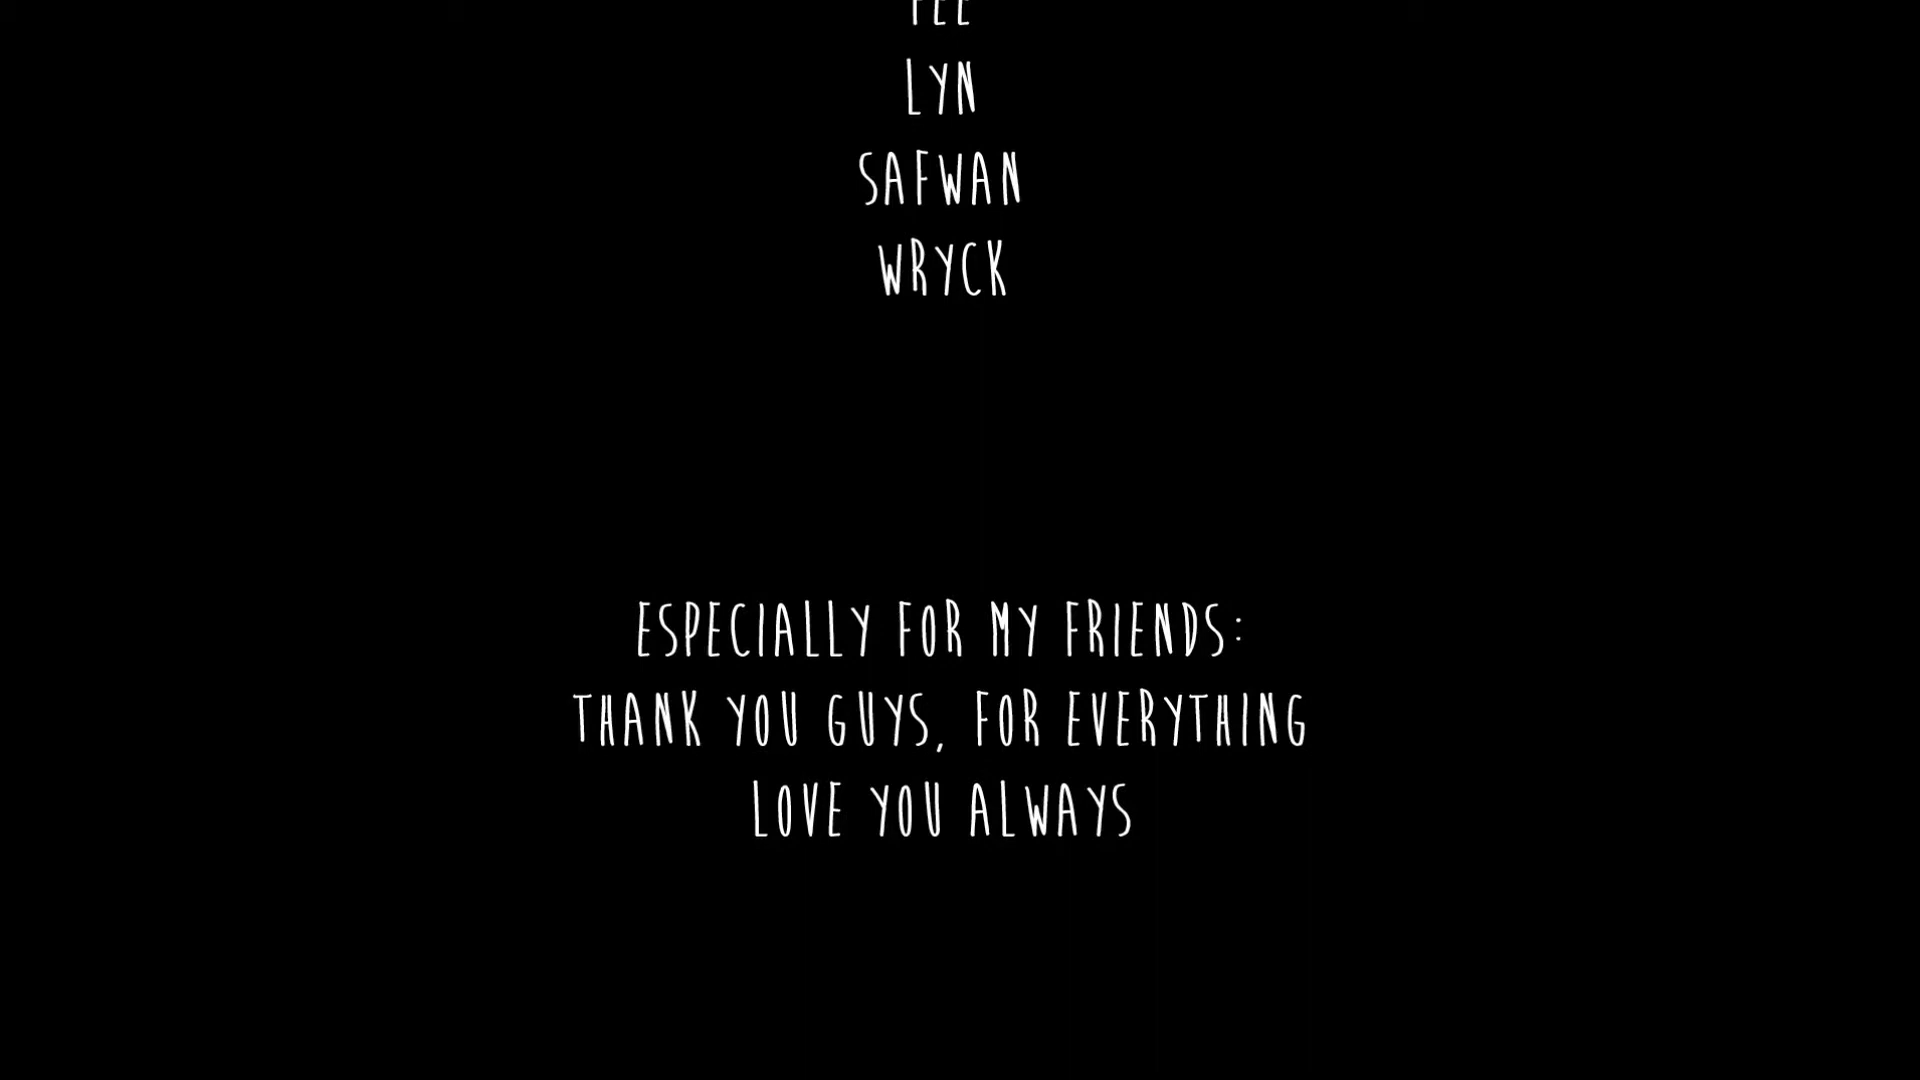 LYN
SAFWAN
WRYCK
ESPECIALLY FOR MY FRIENDS:
THANK YOU GUYS, FOR EVERYTHING
LOVE YOU ALWAYS